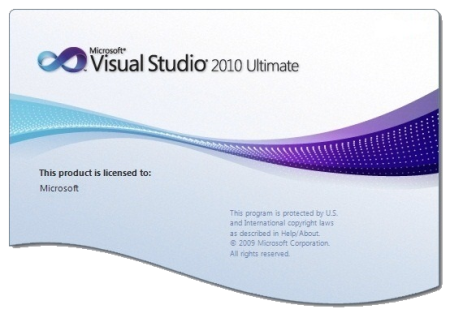 Microsoft®
Visual Studio® 2010 Ultimate
This product is licensed to:
Microsoft
This program is protected by U.S.
and International copyright laws
as described in Help/About.
© 2009 Microsoft Corporation.
All rights reserved.